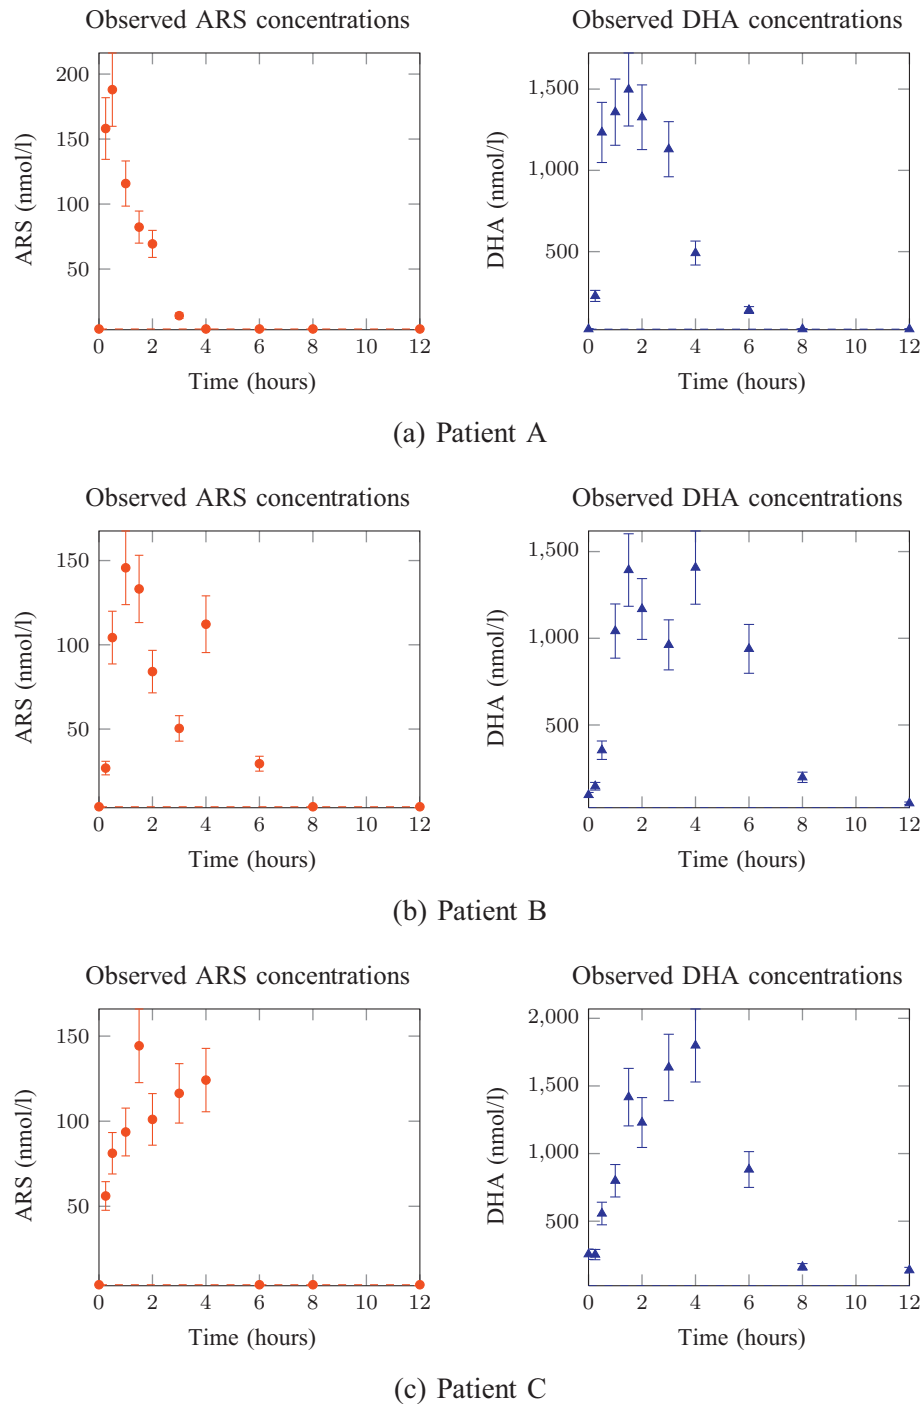 Observed ARS concentrations
Observed DHA concentrations
200
150
100
50
ARS (nmol/l)
0 2 4 6 8 10 12
Time (hours)
1,500
1,000
500
DHA (nmol/l)
0 2 4 6 8 10 12
Time (hours)
(a) Patient A
Observed ARS concentrations
Observed DHA concentrations
150
100
50
ARS (nmol/l)
0 2 4 6 8 10 12
Time (hours)
1,500
1,000
500
DHA (nmol/l)
0 2 4 6 8 10 12
Time (hours)
(b) Patient B
Observed ARS concentrations
Observed DHA concentrations
150
100
50
ARS (nmol/l)
0 2 4 6 8 10 12
Time (hours)
2,000
1,500
1,000
500
DHA (nmol/l)
0 2 4 6 8 10 12
Time (hours)
(c) Patient C